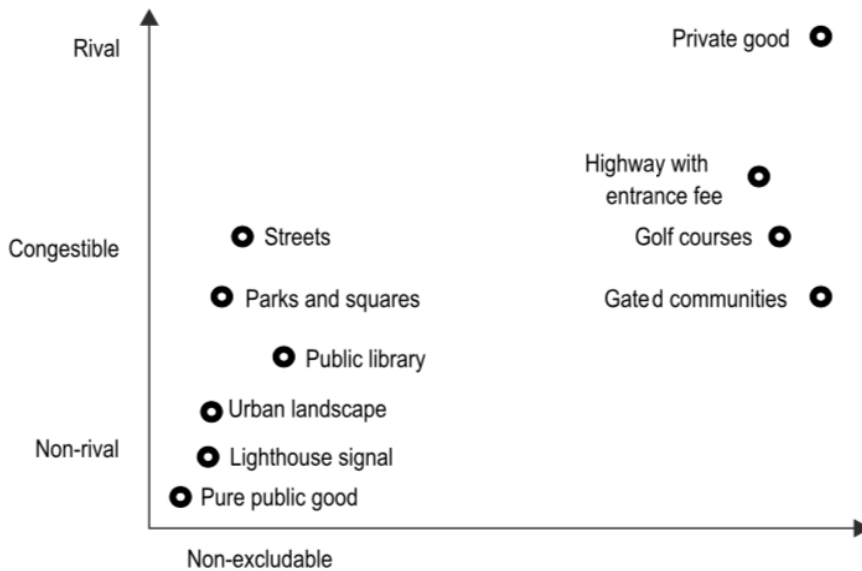 Rival
Private good
Highway with
entrance fee
Streets
Golf courses
Congestible
Parks and squares
Gated communities
Public library
Urban landscape
Non-rival
Lighthouse signal
Pure public good
Non-excludable